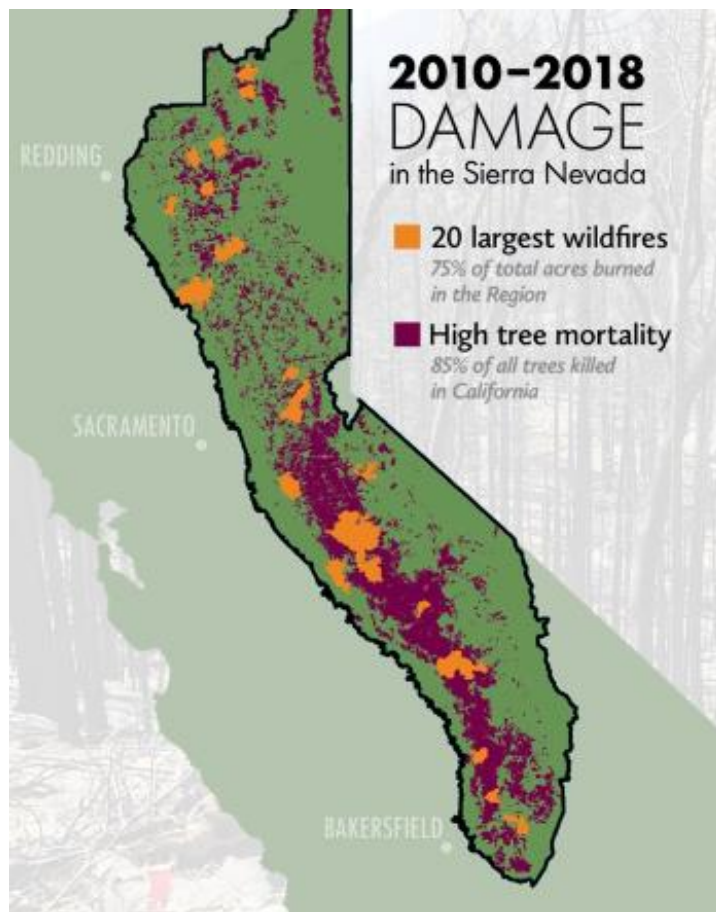 2010–2018
DAMAGE
in the Sierra Nevada
20 largest wildfires
75% of total acres burned
in the Region
High tree mortality
85% of all trees killed
in California
REDDING
SACRAMENTO
BAKERSFIELD